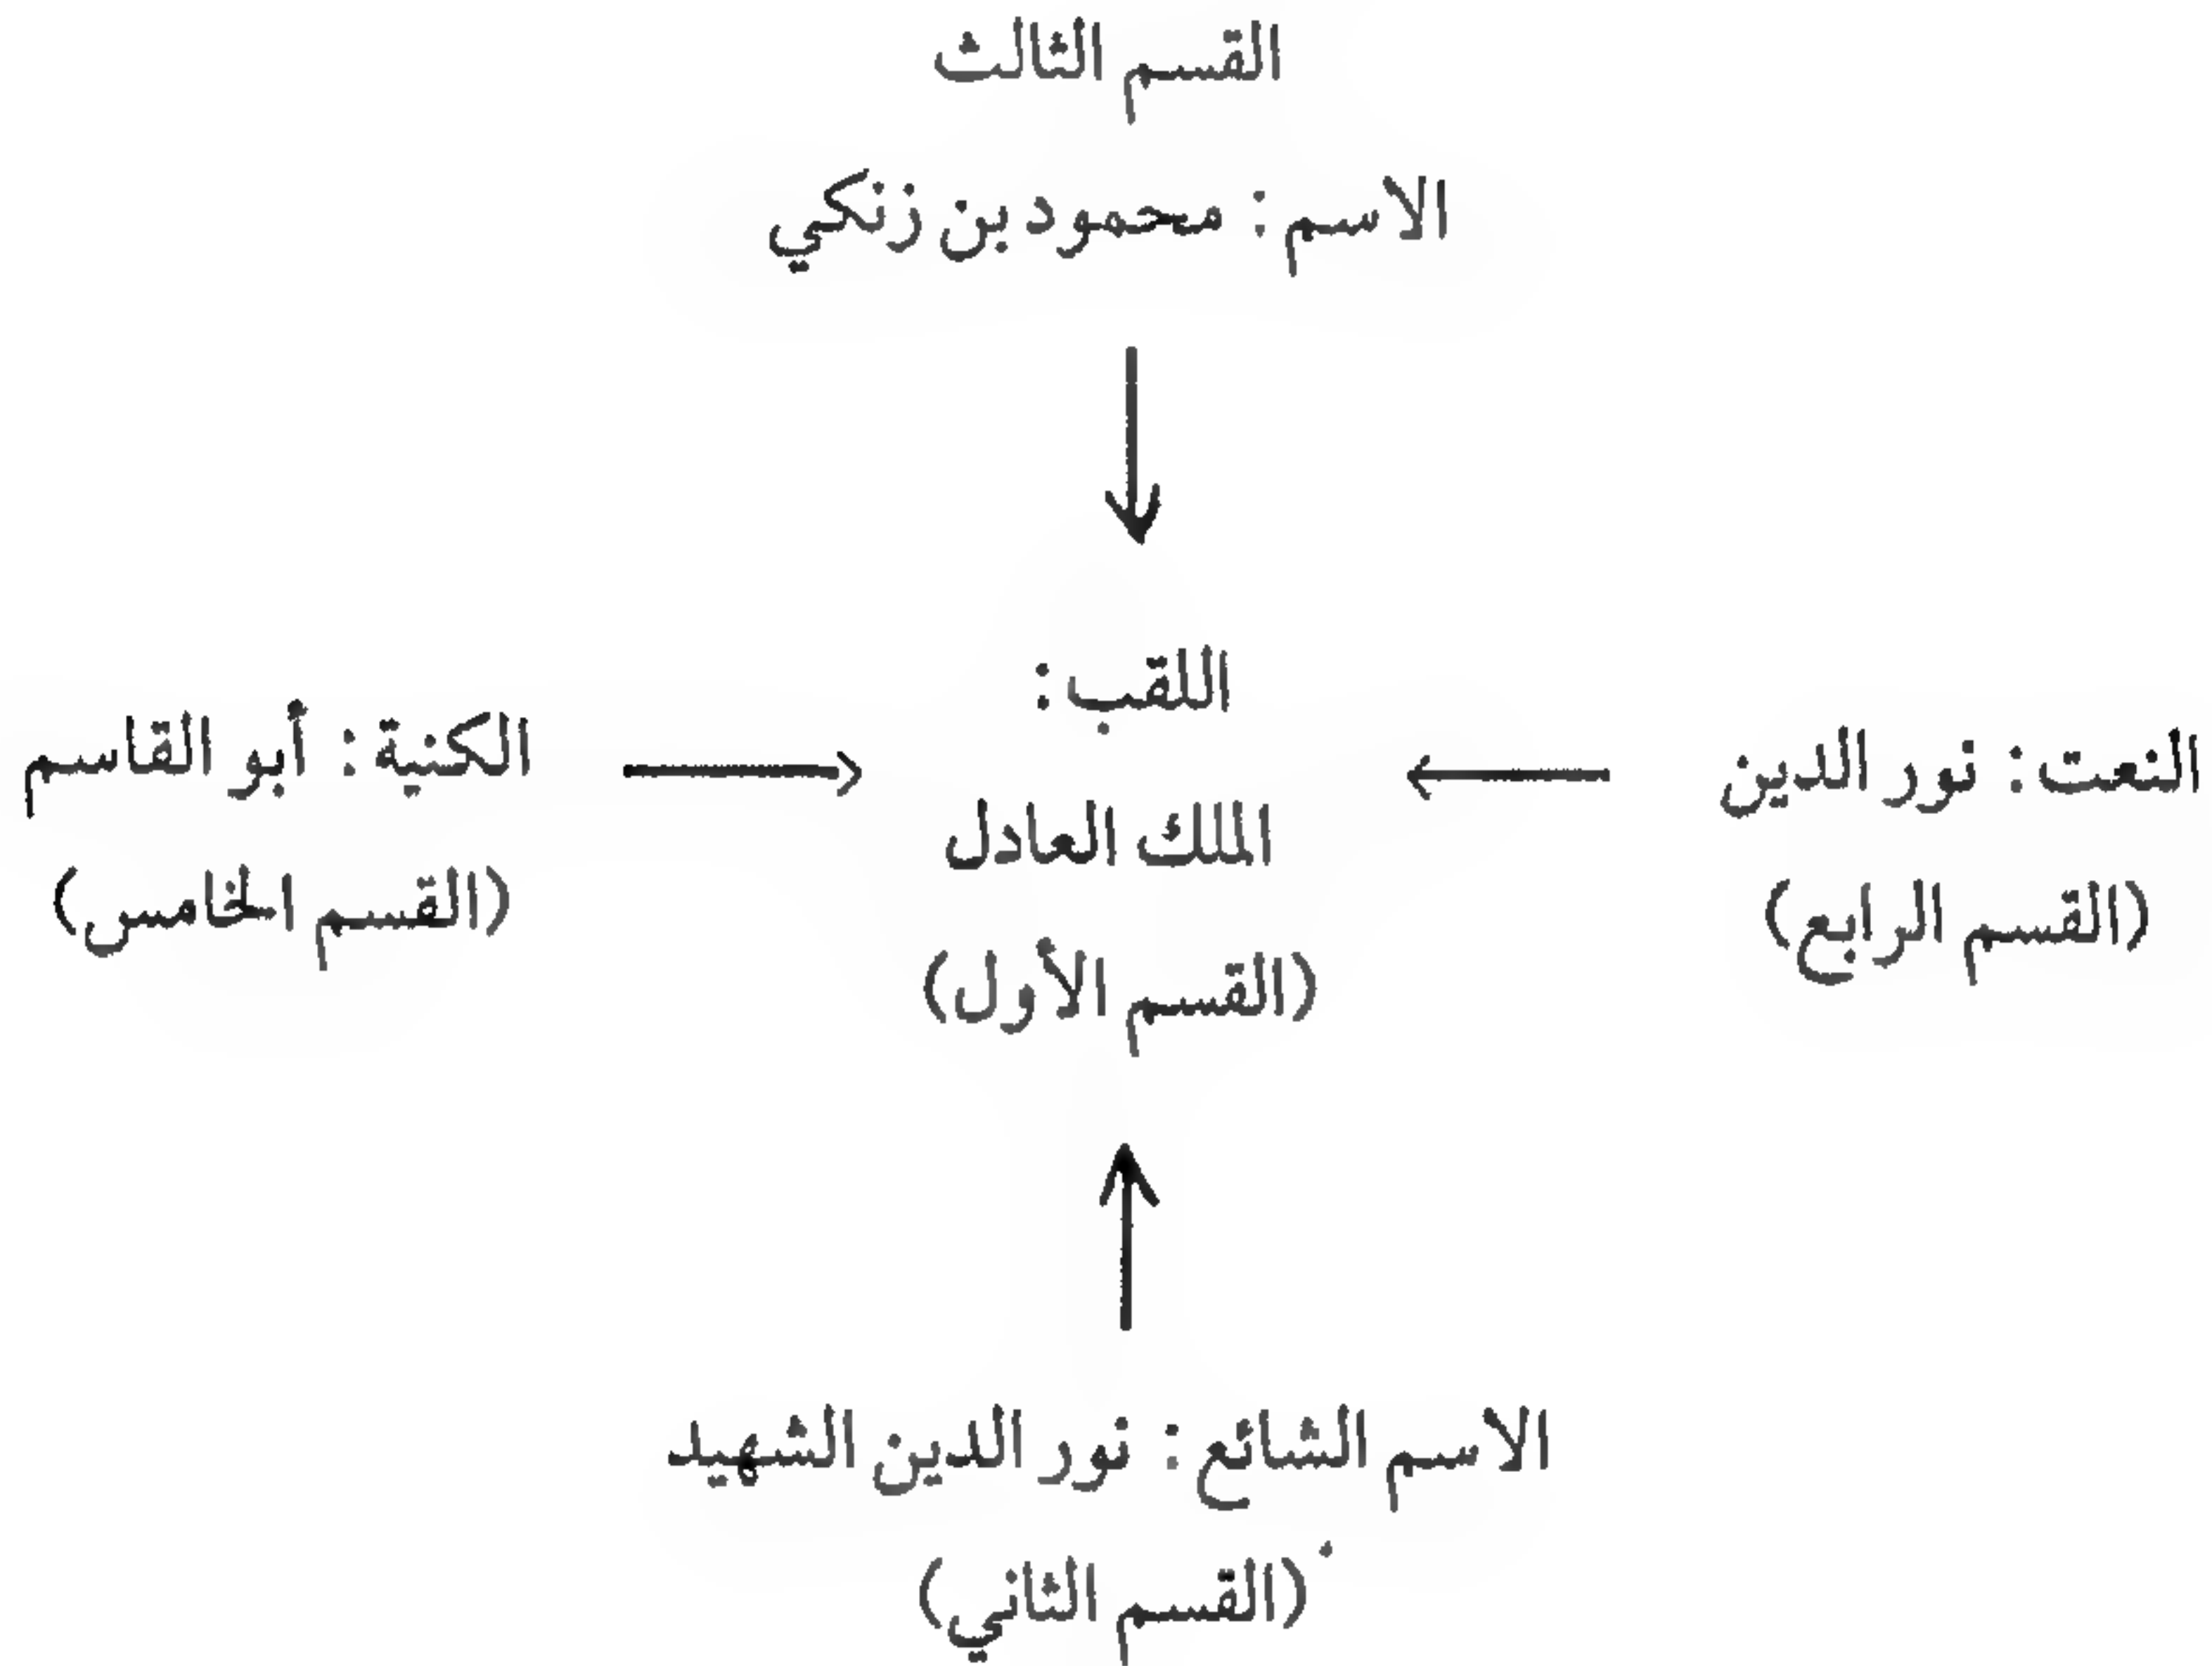 القسم الثالث
الاسم: محمود بن زنكي
النعت: نور الدين
(القسم الرابع)
اللقب:
الملك العادل
(القسم الأول)
الكنية: أبو القاسم
(القسم الخامس)
الاسم الشائع: نور الدين الشهيد
(القسم الثاني)